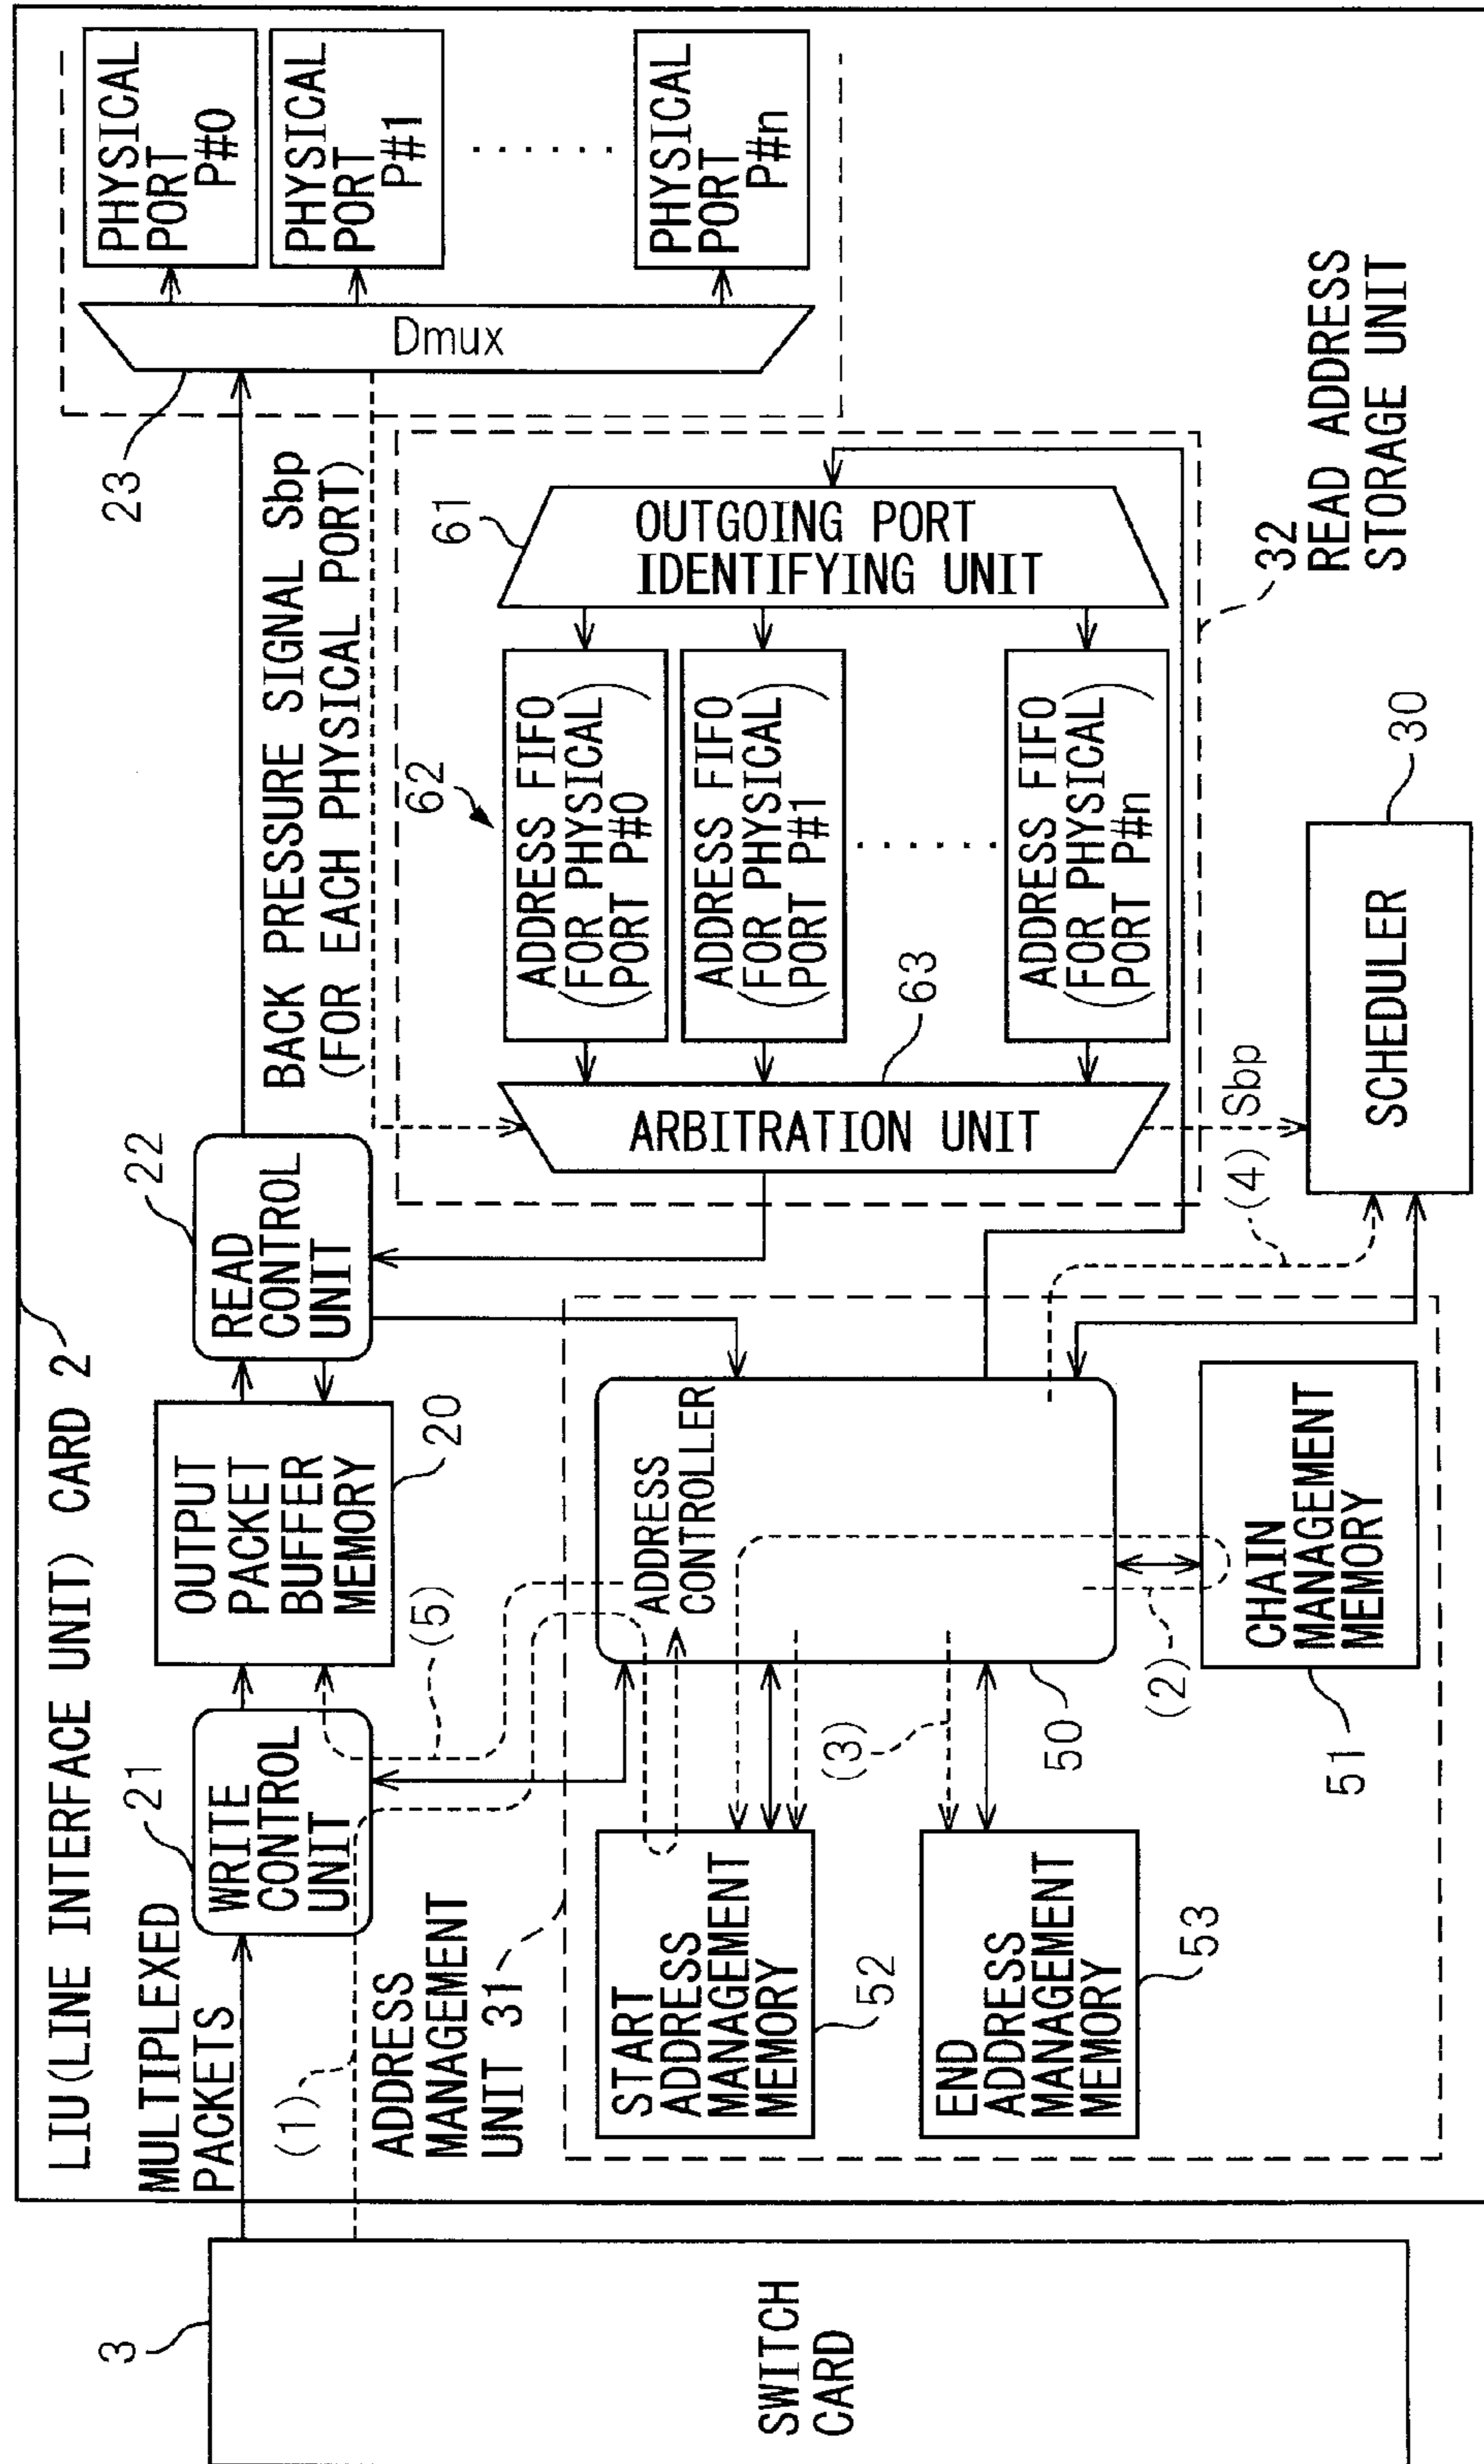 LIU(LINE INTERFACE UNIT) CARD 2
3
SWITCH
CARD
MULTIPLEXED
PACKETS
(1)
21
WRITE
CONTROL
UNIT
OUTPUT
PACKET
BUFFER
MEMORY
20
(5)
22
READ
CONTROL
UNIT
BACK PRESSURE SIGNAL Sbp
(FOR EACH PHYSICAL PORT)
23
Dmux
PHYSICAL
PORT
P#0
PHYSICAL
PORT
P#1
. . . . . .
PHYSICAL
PORT
P#n
ADDRESS
MANAGEMENT
UNIT 31
START
ADDRESS
MANAGEMENT
MEMORY
52
END
ADDRESS
MANAGEMENT
MEMORY
53
ADDRESS
CONTROLLER
(3)
50
(2)
CHAIN
MANAGEMENT
MEMORY
51
ARBITRATION UNIT
63
62
ADDRESS FIFO
(FOR PHYSICAL)
(PORT P#0)
ADDRESS FIFO
(FOR PHYSICAL)
(PORT P#1)
. . . . . .
ADDRESS FIFO
(FOR PHYSICAL)
(PORT P#n)
61
OUTGOING PORT
IDENTIFYING UNIT
32
READ ADDRESS
STORAGE UNIT
(4)
Sbp
SCHEDULER
30